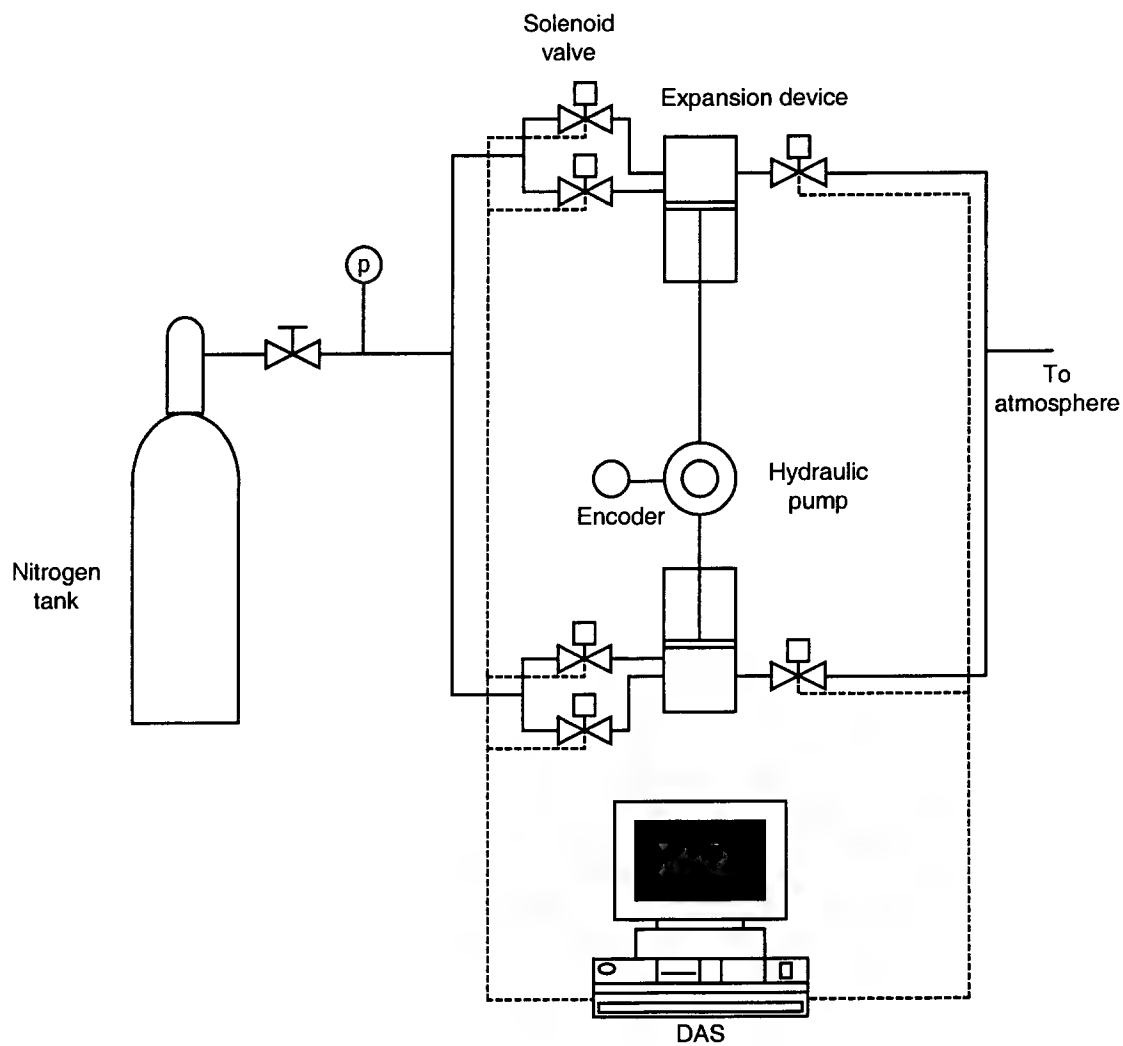 Solenoid
valve
Expansion device
p
To
atmosphere
Hydraulic
pump
Encoder
Nitrogen
tank
DAS